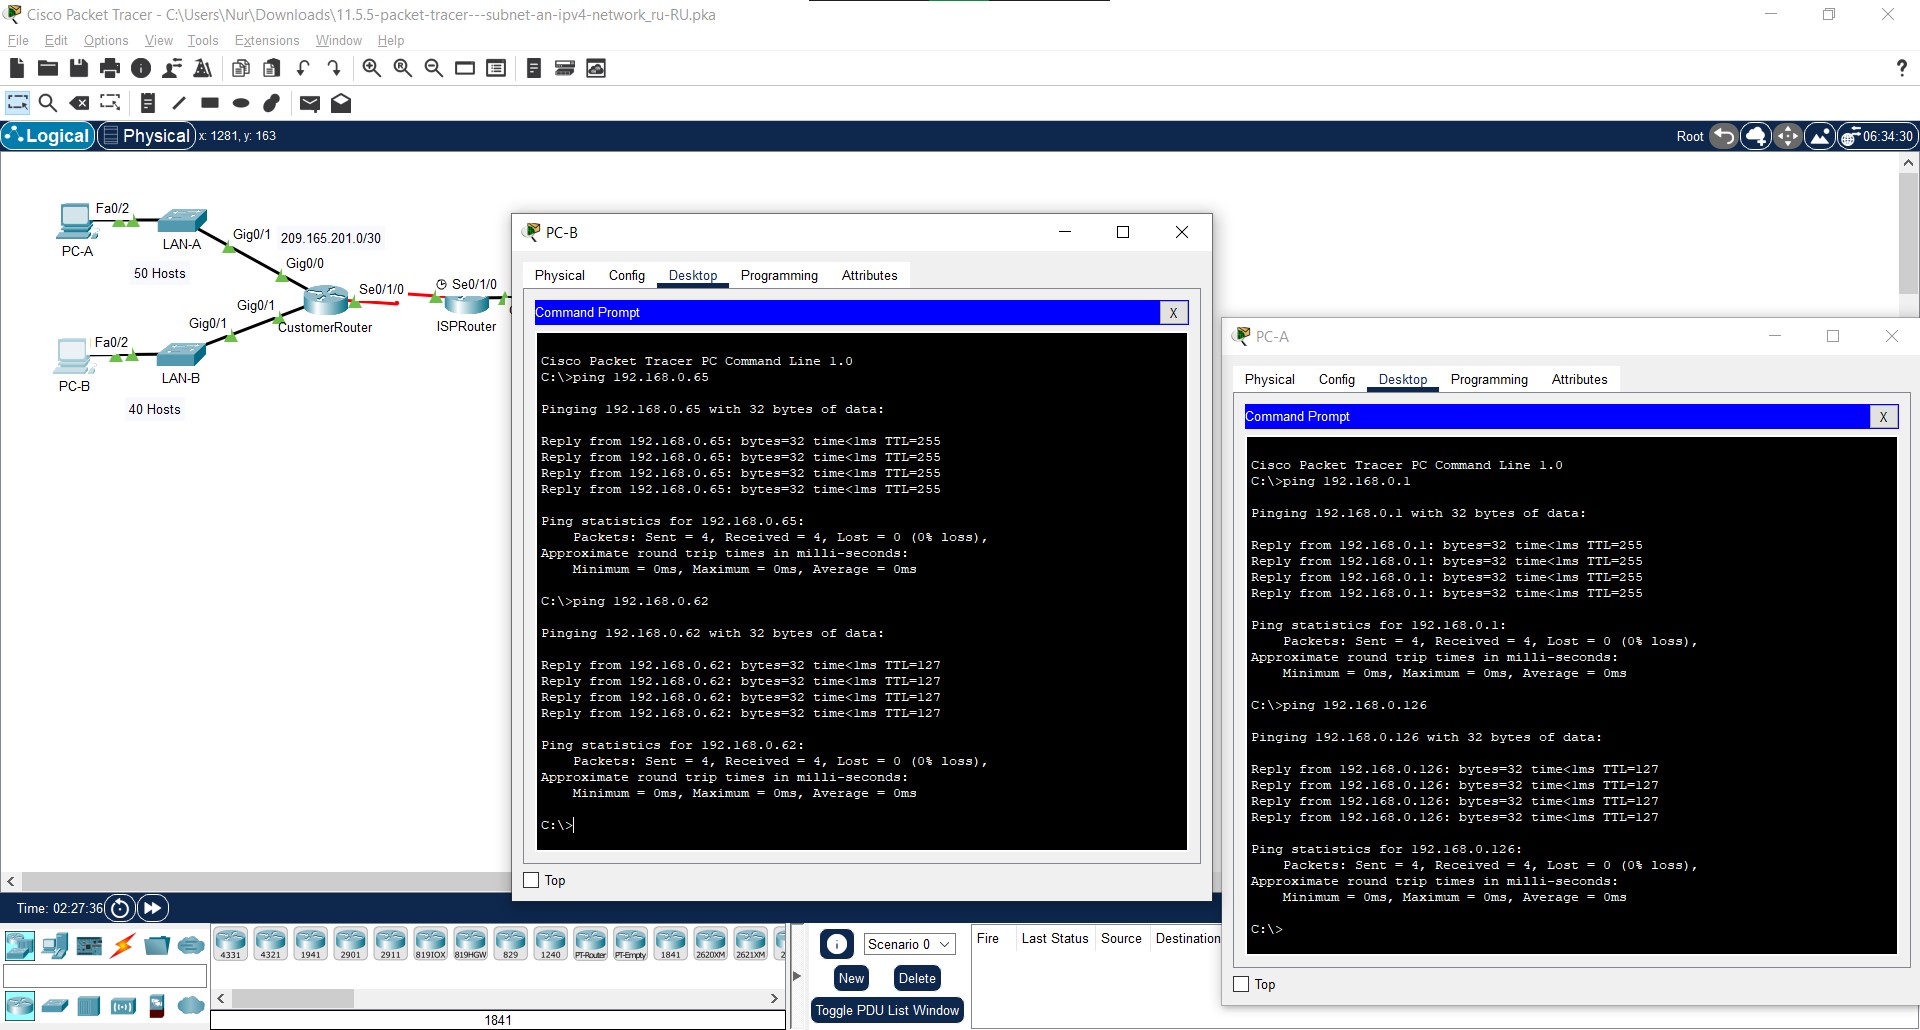 Cisco Packet Tracer - C:\Users\Nur\Downloads\11.5.5-packet-tracer---subnet-an-ipv4-network_ru-RU.pka
File Edit Options View Tools Extensions Window Help
?
Logical Physical x: 1281, y: 163
Root 06:34:30
Fa0/2
PC-A
LAN-A
Gig0/1
209.165.201.0/30
50 Hosts
Gig0/0
Se0/1/0
Se0/1/0
Gig0/1
CustomerRouter
ISPRouter
Gig0/1
Fa0/2
PC-B
LAN-B
40 Hosts
PC-B
Physical Config Desktop Programming Attributes
Command Prompt X
Cisco Packet Tracer PC Command Line 1.0
C:\>ping 192.168.0.65
Pinging 192.168.0.65 with 32 bytes of data:
Reply from 192.168.0.65: bytes=32 time<1ms TTL=255
Reply from 192.168.0.65: bytes=32 time<1ms TTL=255
Reply from 192.168.0.65: bytes=32 time<1ms TTL=255
Reply from 192.168.0.65: bytes=32 time<1ms TTL=255
Ping statistics for 192.168.0.65:
Packets: Sent = 4, Received = 4, Lost = 0 (0% loss),
Approximate round trip times in milli-seconds:
Minimum = 0ms, Maximum = 0ms, Average = 0ms
C:\>ping 192.168.0.62
Pinging 192.168.0.62 with 32 bytes of data:
Reply from 192.168.0.62: bytes=32 time<1ms TTL=127
Reply from 192.168.0.62: bytes=32 time<1ms TTL=127
Reply from 192.168.0.62: bytes=32 time<1ms TTL=127
Reply from 192.168.0.62: bytes=32 time<1ms TTL=127
Ping statistics for 192.168.0.62:
Packets: Sent = 4, Received = 4, Lost = 0 (0% loss),
Approximate round trip times in milli-seconds:
Minimum = 0ms, Maximum = 0ms, Average = 0ms
C:\>
Top
PC-A
Physical Config Desktop Programming Attributes
Command Prompt X
Cisco Packet Tracer PC Command Line 1.0
C:\>ping 192.168.0.1
Pinging 192.168.0.1 with 32 bytes of data:
Reply from 192.168.0.1: bytes=32 time<1ms TTL=255
Reply from 192.168.0.1: bytes=32 time<1ms TTL=255
Reply from 192.168.0.1: bytes=32 time<1ms TTL=255
Reply from 192.168.0.1: bytes=32 time<1ms TTL=255
Ping statistics for 192.168.0.1:
Packets: Sent = 4, Received = 4, Lost = 0 (0% loss),
Approximate round trip times in milli-seconds:
Minimum = 0ms, Maximum = 0ms, Average = 0ms
C:\>ping 192.168.0.126
Pinging 192.168.0.126 with 32 bytes of data:
Reply from 192.168.0.126: bytes=32 time<1ms TTL=127
Reply from 192.168.0.126: bytes=32 time<1ms TTL=127
Reply from 192.168.0.126: bytes=32 time<1ms TTL=127
Reply from 192.168.0.126: bytes=32 time<1ms TTL=127
Ping statistics for 192.168.0.126:
Packets: Sent = 4, Received = 4, Lost = 0 (0% loss),
Approximate round trip times in milli-seconds:
Minimum = 0ms, Maximum = 0ms, Average = 0ms
C:\>
Top
Time: 02:27:36
4331 4321 1941 2901 2911 819IOX 819HGW 829 1240 PT-Router PT-Empty 1841 2620XM 2621XM 2
1841
Scenario 0
New Delete
Toggle PDU List Window
Fire Last Status Source Destination